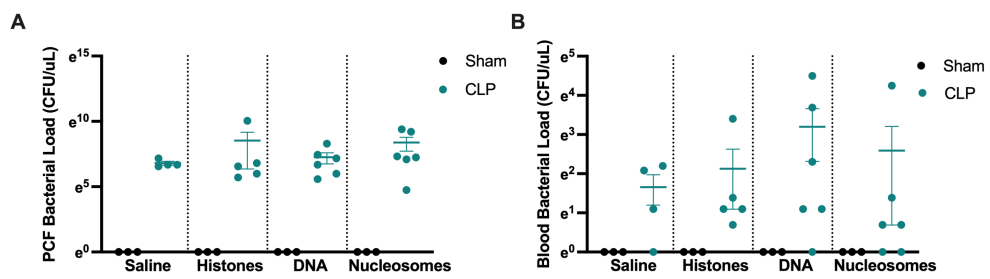 A
PCF Bacterial Load (CFU/uL)
e15
e10
e5
e0
Saline
Histones
DNA
Nucleosomes
Sham
CLP
B
Blood Bacterial Load (CFU/uL)
e5
e4
e3
e2
e1
e0
Saline
Histones
DNA
Nucleosomes
Sham
CLP